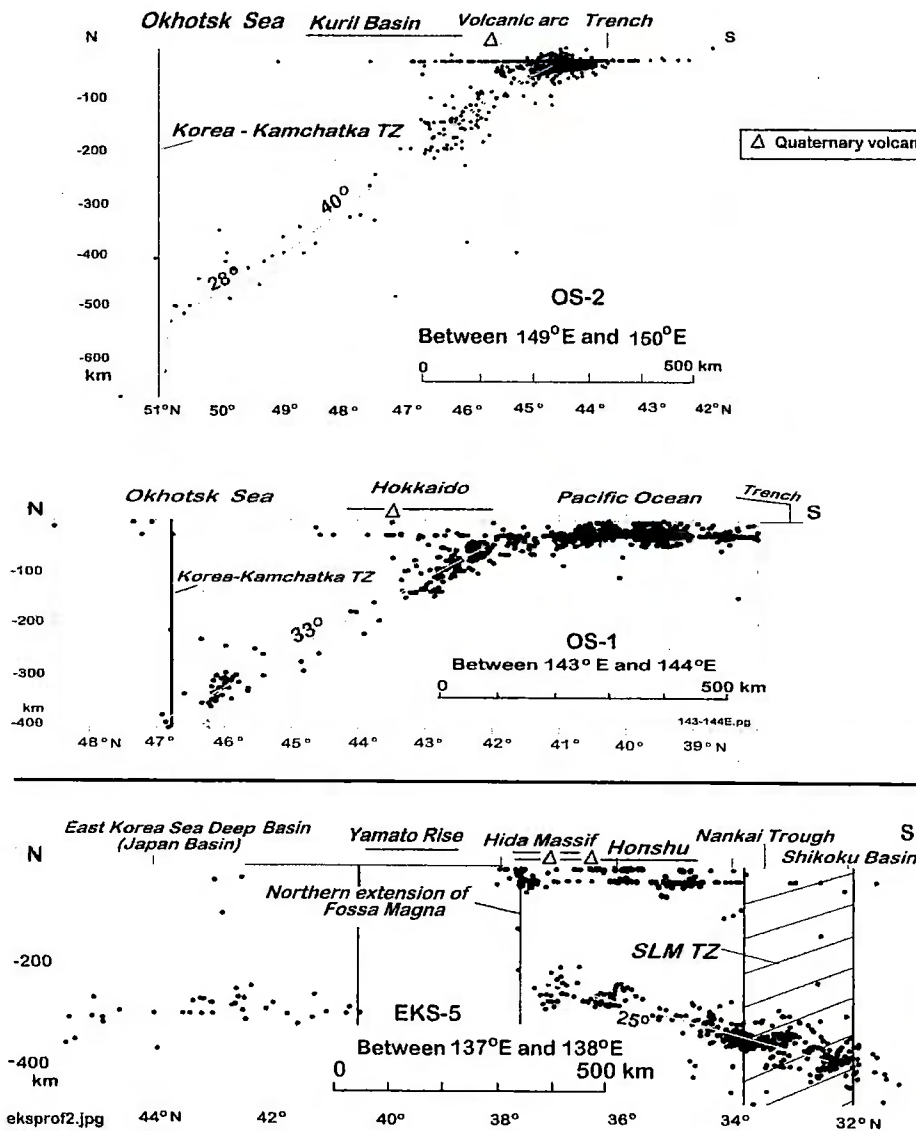 Okhotsk Sea Kuril Basin Volcanic arc Trench
N S
-100
Korea - Kamchatka TZ
△ Quaternary volcan
-200
-300
40°
-400
28°
OS-2
-500
Between 149°E and 150°E
-600
km
0 500 km
51°N 50° 49° 48° 47° 46° 45° 44° 43° 42°N
N Okhotsk Sea Hokkaido Pacific Ocean Trench S
-100
Korea-Kamchatka TZ
-200
33°
OS-1
Between 143° E and 144°E
-300
0 500 km
km
-400
143-144E.pg
48°N 47° 46° 45° 44° 43° 42° 41° 40° 39°N
East Korea Sea Deep Basin
(Japan Basin)
Yamato Rise Hida Massif Honshu Nankai Trough
N S
Shikoku Basin
Northern extension of
Fossa Magna
-200
SLM TZ
EKS-5
25°
Between 137°E and 138°E
-400
km
0 500 km
eksprof2.jpg
44°N 42° 40° 38° 36° 34° 32°N